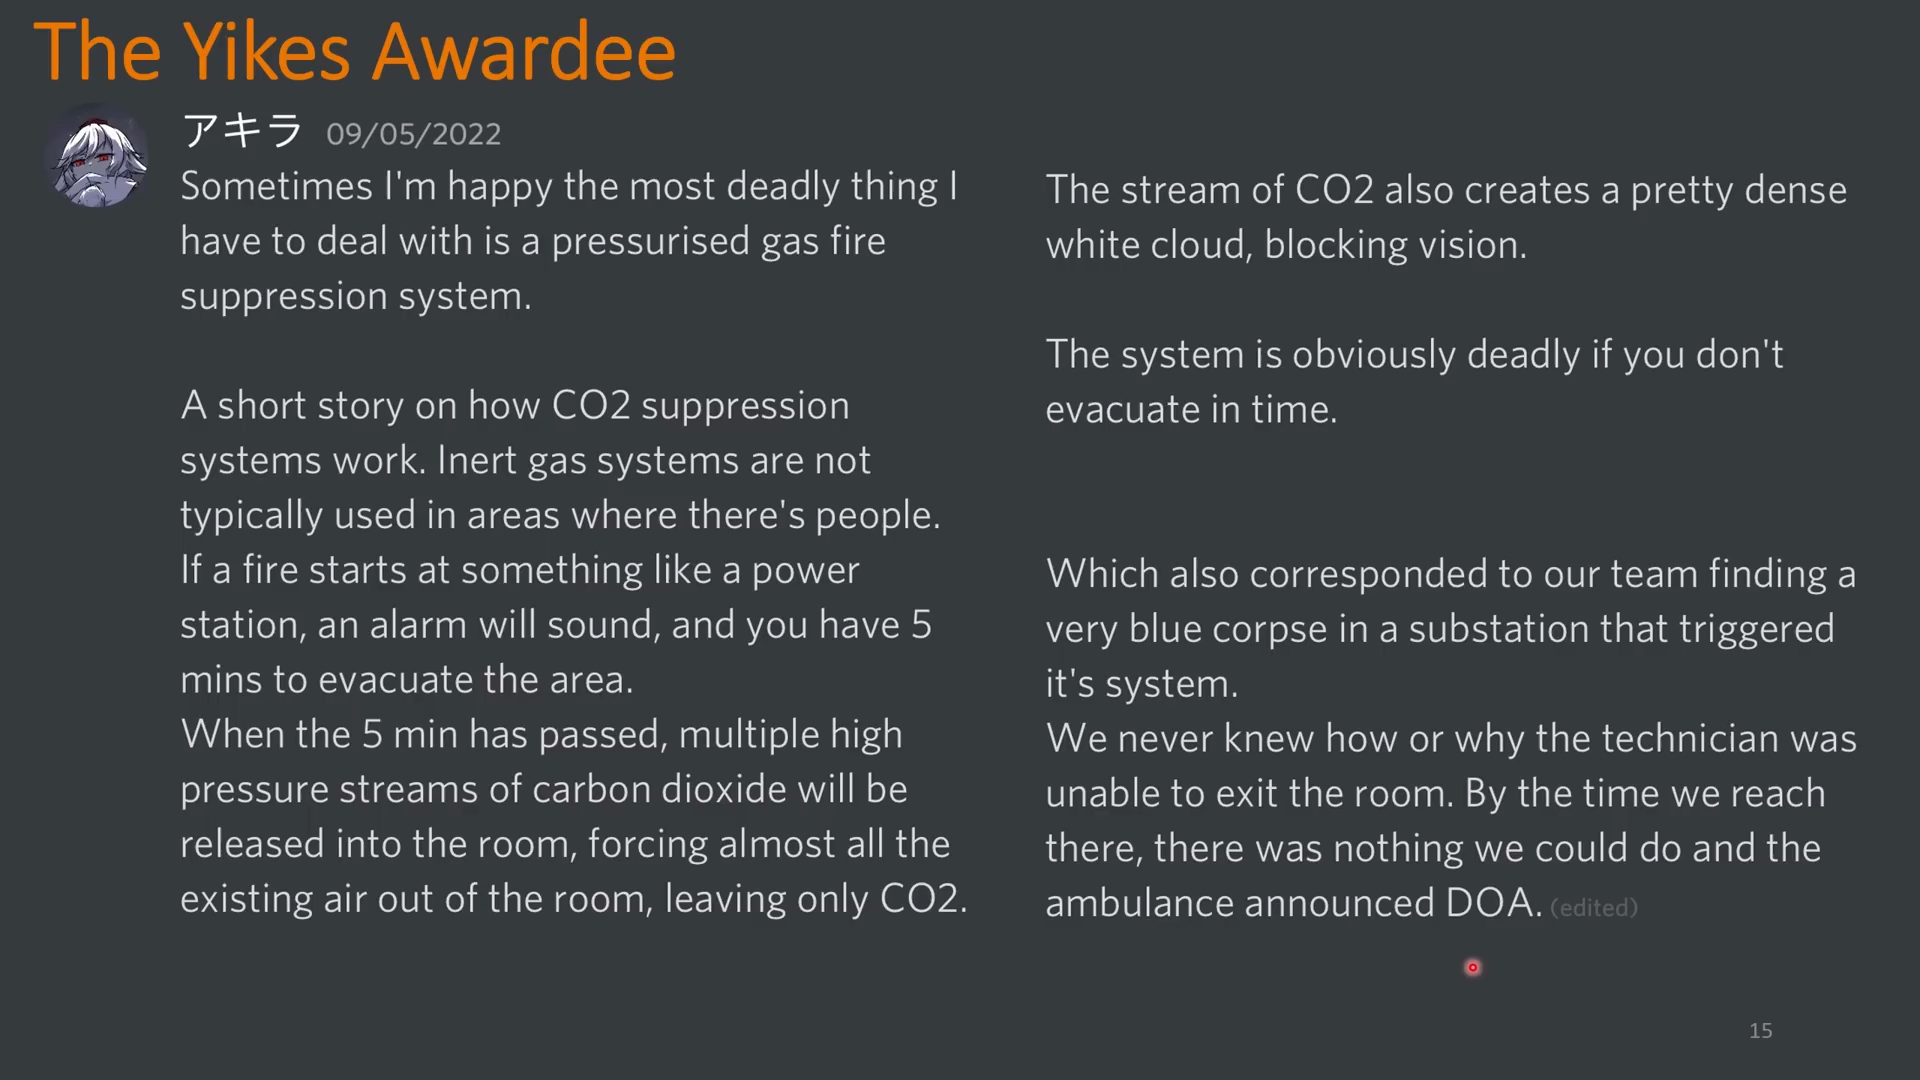 The Yikes Awardee
アキラ 09/05/2022
Sometimes I'm happy the most deadly thing I
have to deal with is a pressurised gas fire
suppression system.
A short story on how CO2 suppression
systems work. Inert gas systems are not
typically used in areas where there's people.
If a fire starts at something like a power
station, an alarm will sound, and you have 5
mins to evacuate the area.
When the 5 min has passed, multiple high
pressure streams of carbon dioxide will be
released into the room, forcing almost all the
existing air out of the room, leaving only CO2.
The stream of CO2 also creates a pretty dense
white cloud, blocking vision.
The system is obviously deadly if you don't
evacuate in time.
Which also corresponded to our team finding a
very blue corpse in a substation that triggered
it's system.
We never knew how or why the technician was
unable to exit the room. By the time we reach
there, there was nothing we could do and the
ambulance announced DOA. (edited)
15